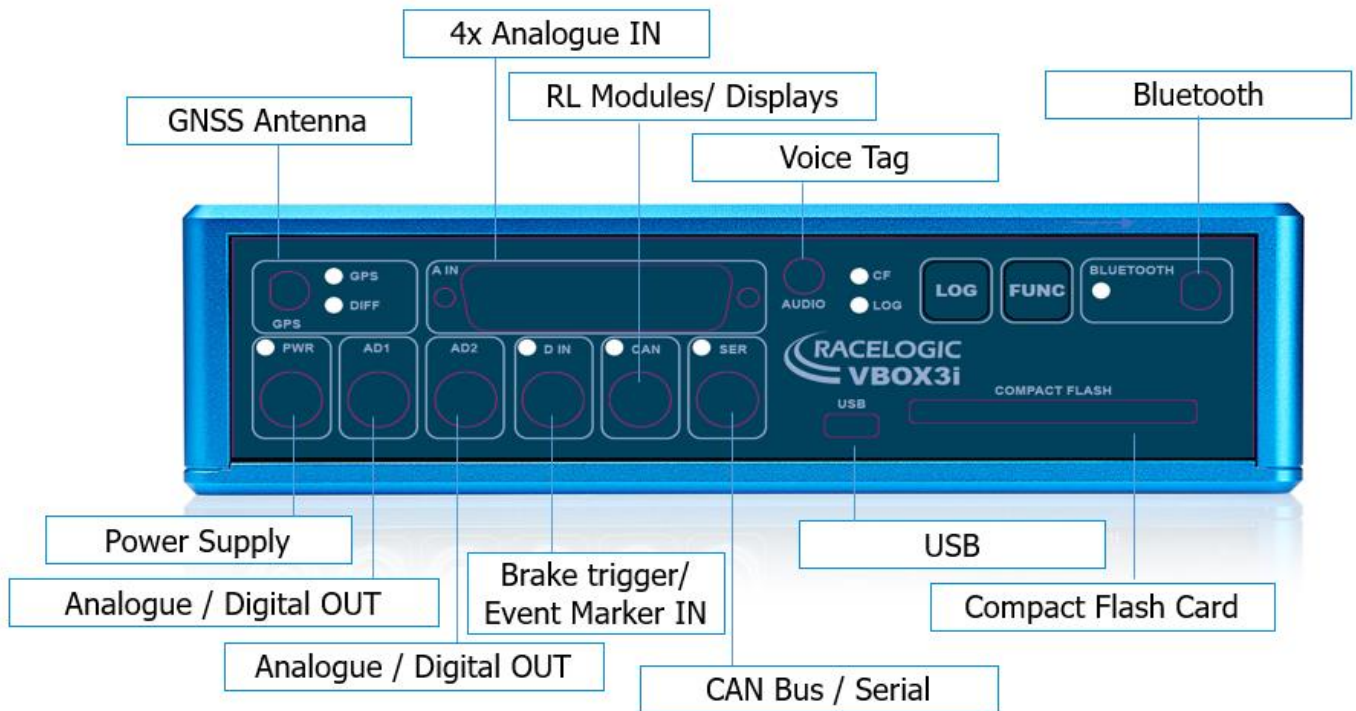 4x Analogue IN
RL Modules/ Displays
Bluetooth
GNSS Antenna
Voice Tag
GPS
DIFF
GPS
A IN
AUDIO
CF
LOG
LOG
FUNC
BLUETOOTH
PWR
AD1
AD2
D IN
CAN
SER
RACELOGIC
VBOX3i
USB
COMPACT FLASH
Power Supply
USB
Brake trigger/
Event Marker IN
Analogue / Digital OUT
Compact Flash Card
Analogue / Digital OUT
CAN Bus / Serial